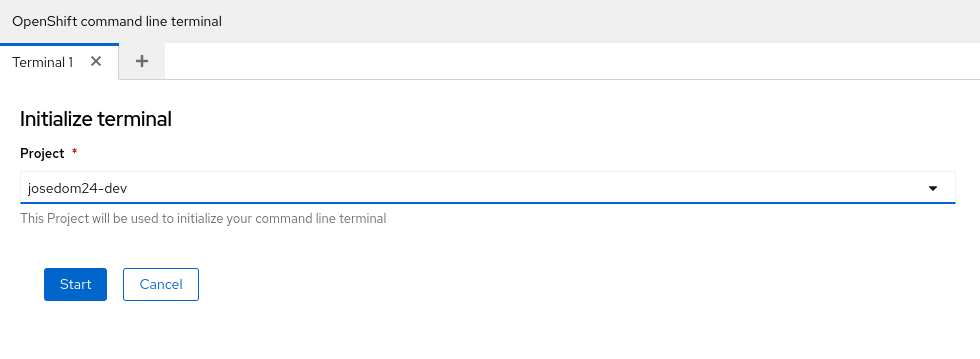 OpenShift command line terminal
Terminal 1
Initialize terminal
Project *
josedom24-dev
This Project will be used to initialize your command line terminal
Start Cancel